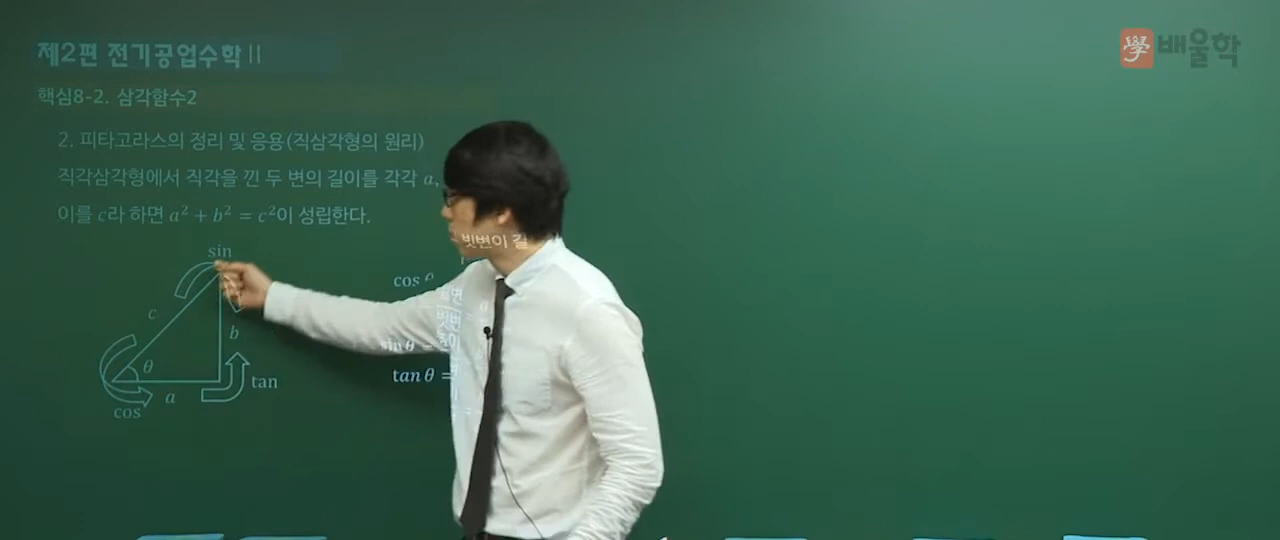 제2편 전기공업수학 II
學 배울학
핵심8-2. 삼각함수2
2. 피타고라스의 정리 및 응용(직삼각형의 원리)
직각삼각형에서 직각을 낀 두 변의 길이를 각각 a,
이를 c라 하면 a² + b² = c²이 성립한다.
빗변이 길
sin
c
b
θ
a
tan
cos
cos
빗변
높이
sin θ =
tan θ =